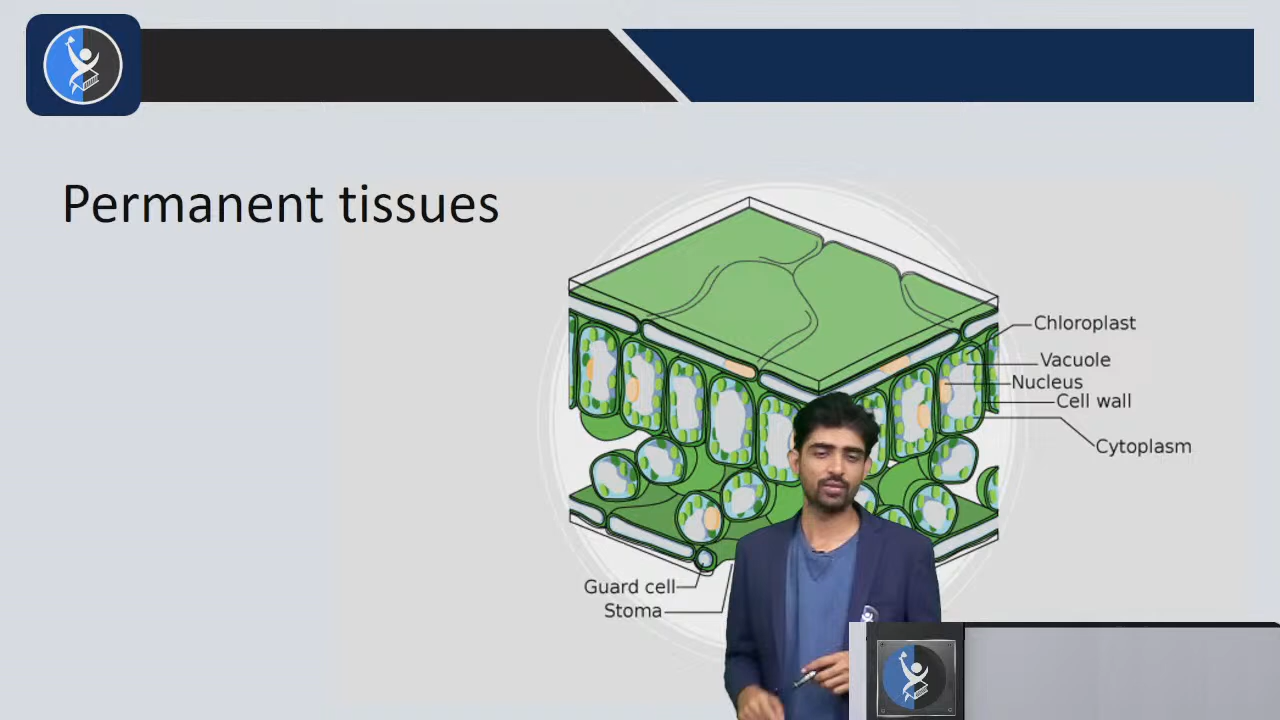 Permanent tissues
Chloroplast
Vacuole
Nucleus
Cell wall
Cytoplasm
Guard cell
Stoma